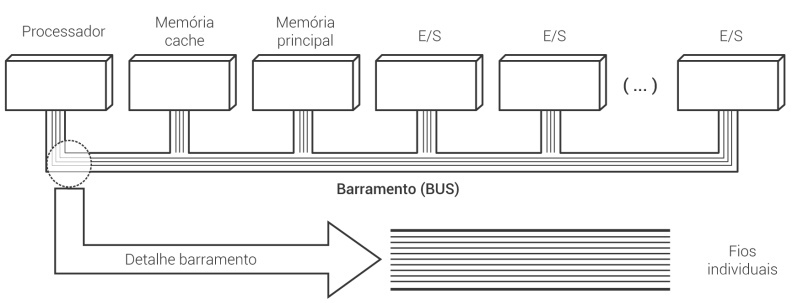 Processador
Memória
cache
Memória
principal
E/S
E/S
(...)
E/S
Barramento (BUS)
Detalhe barramento
Fios
individuais